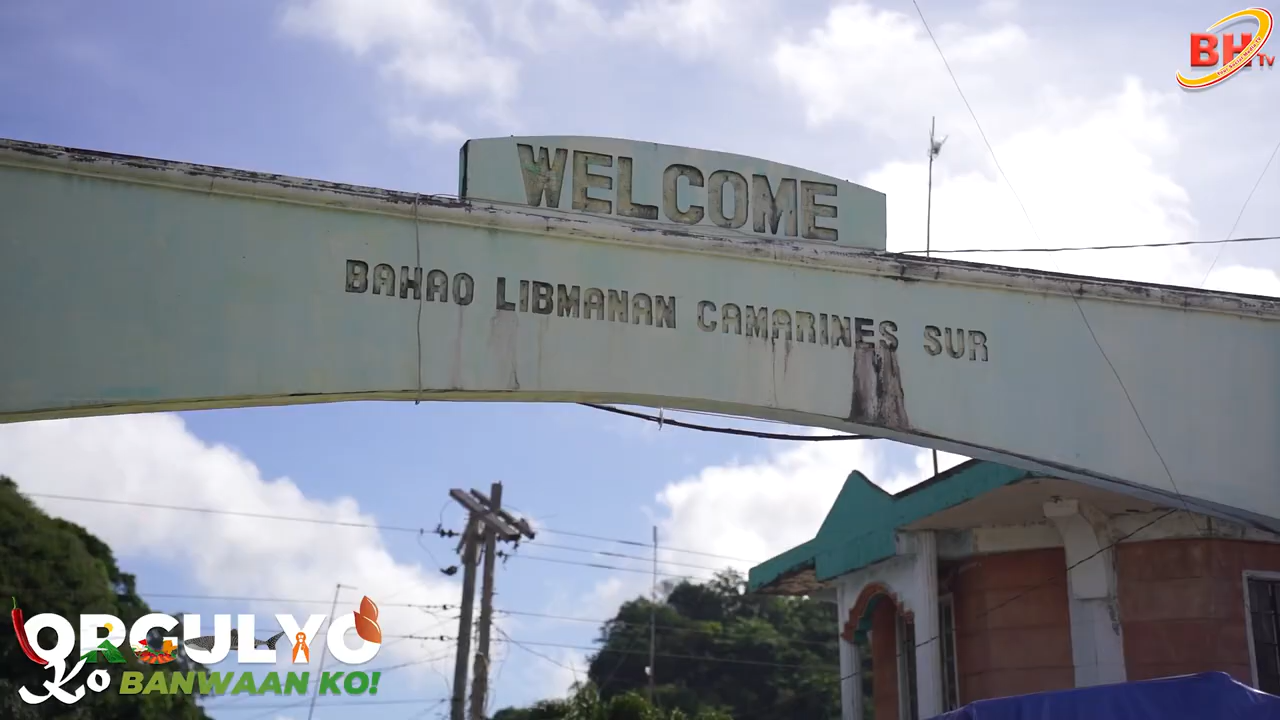 BH Tv
WELCOME
BAHAO LIBMANAN CAMARINES SUR
ORGULYO
Ko BANWAAN KO!